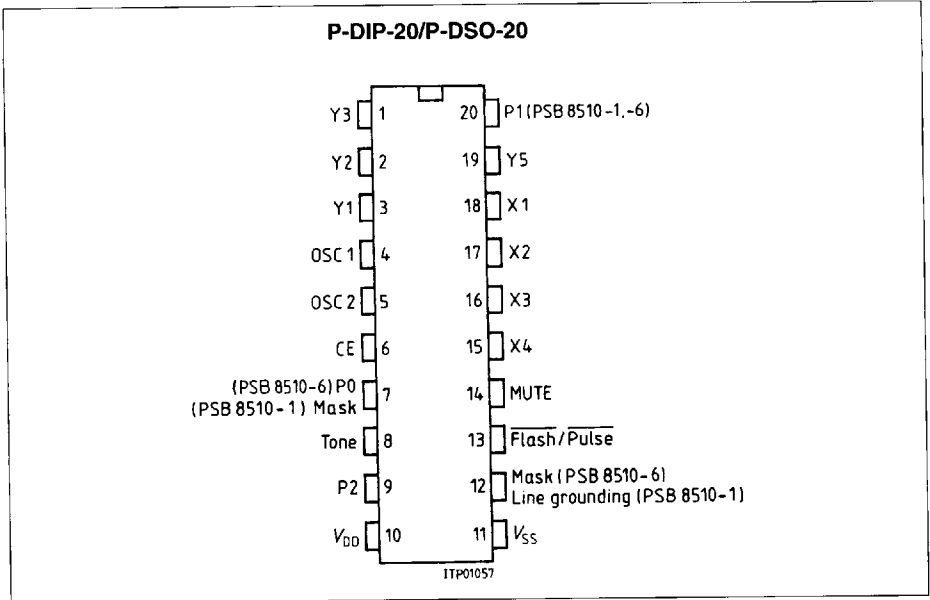 P-DIP-20/P-DSO-20
Y3 1 20 P1(PSB 8510-1,-6)
Y2 2 19 Y5
Y1 3 18 X1
OSC 1 4 17 X2
OSC 2 5 16 X3
CE 6 15 X4
(PSB 8510-6) P0
(PSB 8510-1) Mask 7 14 MUTE
Tone 8 13 Flash/Pulse
P2 9 12 Mask (PSB 8510-6)
Line grounding (PSB 8510-1)
VDD 10 11 VSS
ITP01057